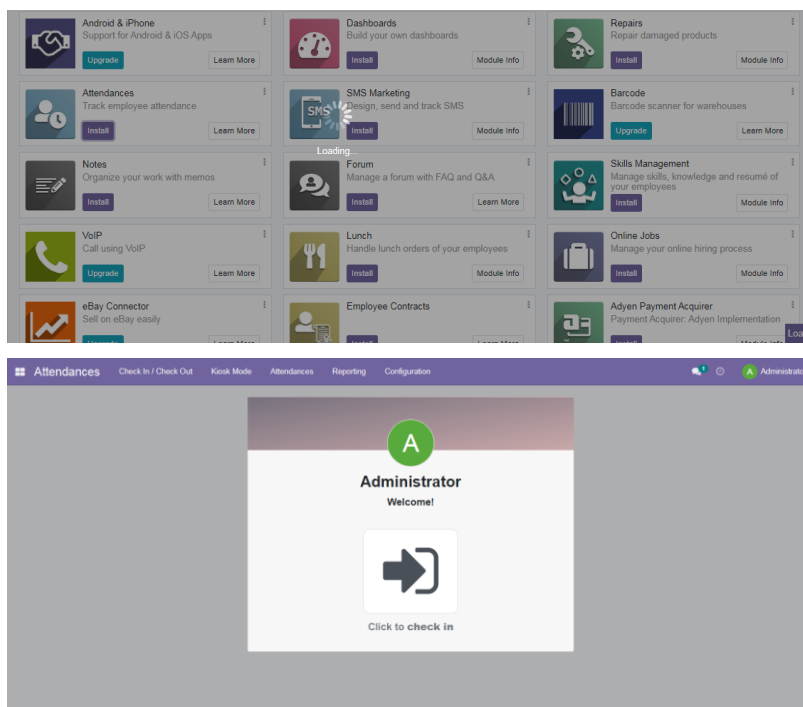 Android & iPhone
Support for Android & iOS Apps
Upgrade
Learn More
Dashboards
Build your own dashboards
Install
Module Info
Repairs
Repair damaged products
Install
Module Info
Attendances
Track employee attendance
Install
Learn More
SMS
SMS Marketing
Design, send and track SMS
Install
Module Info
Loading...
Barcode
Barcode scanner for warehouses
Upgrade
Learn More
Notes
Organize your work with memos
Install
Learn More
Forum
Manage a forum with FAQ and Q&A
Install
Learn More
Skills Management
Manage skills, knowledge and resumé of
your employees
Install
Module Info
VoIP
Call using VoIP
Upgrade
Learn More
Lunch
Handle lunch orders of your employees
Install
Module Info
Online Jobs
Manage your online hiring process
Install
Module Info
eBay Connector
Sell on eBay easily
Employee Contracts
Adyen Payment Acquirer
Payment Acquirer: Adyen Implementation
Loa
Attendances Check In / Check Out Kiosk Mode Attendances Reporting Configuration 1 A Administrato
A
Administrator
Welcome!
Click to check in